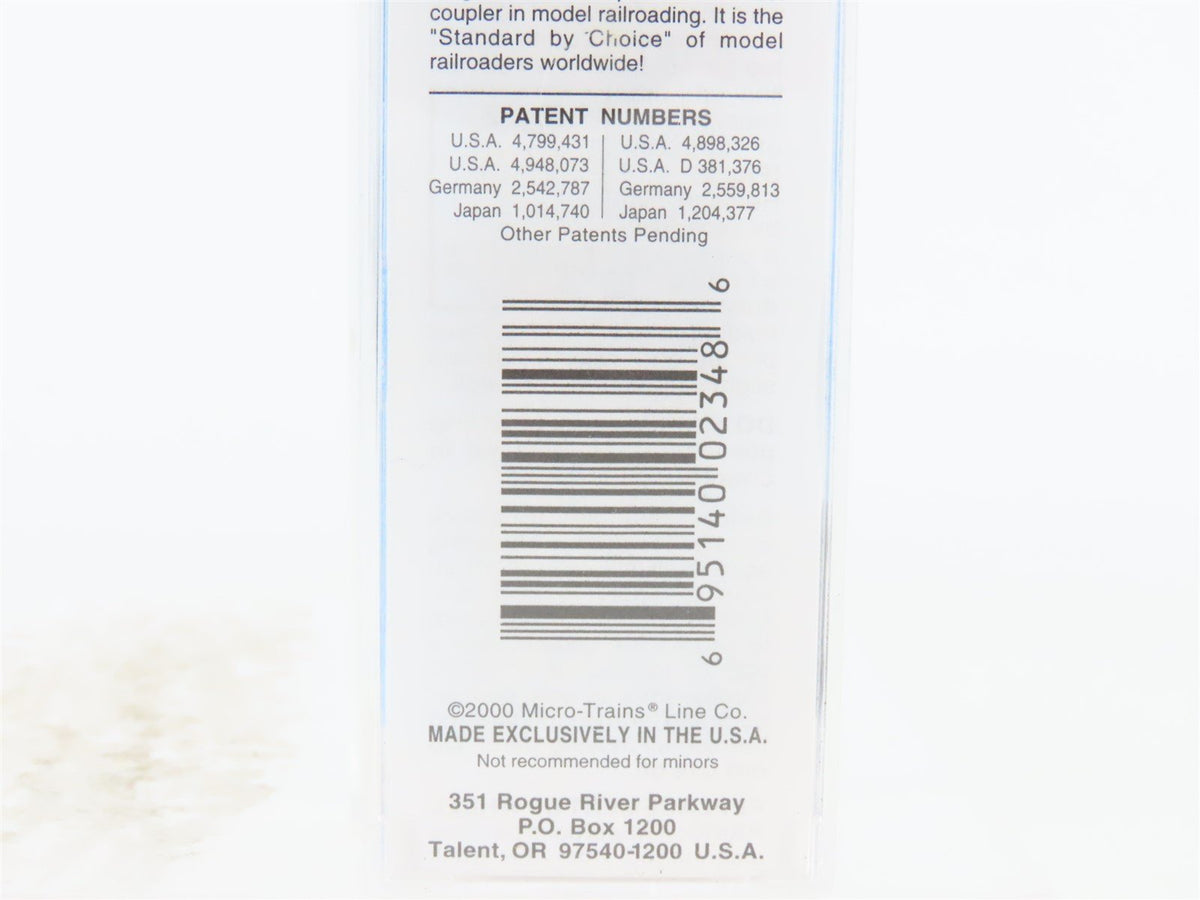 coupler in model railroading. It is the
"Standard by Choice" of model
railroaders worldwide!
PATENT NUMBERS
U.S.A. 4,799,431 | U.S.A. 4,898,326
U.S.A. 4,948,073 | U.S.A. D 381,376
Germany 2,542,787 | Germany 2,559,813
Japan 1,014,740 | Japan 1,204,377
Other Patents Pending
6 95140 02348 6
©2000 Micro-Trains® Line Co.
MADE EXCLUSIVELY IN THE U.S.A.
Not recommended for minors
351 Rogue River Parkway
P.O. Box 1200
Talent, OR 97540-1200 U.S.A.